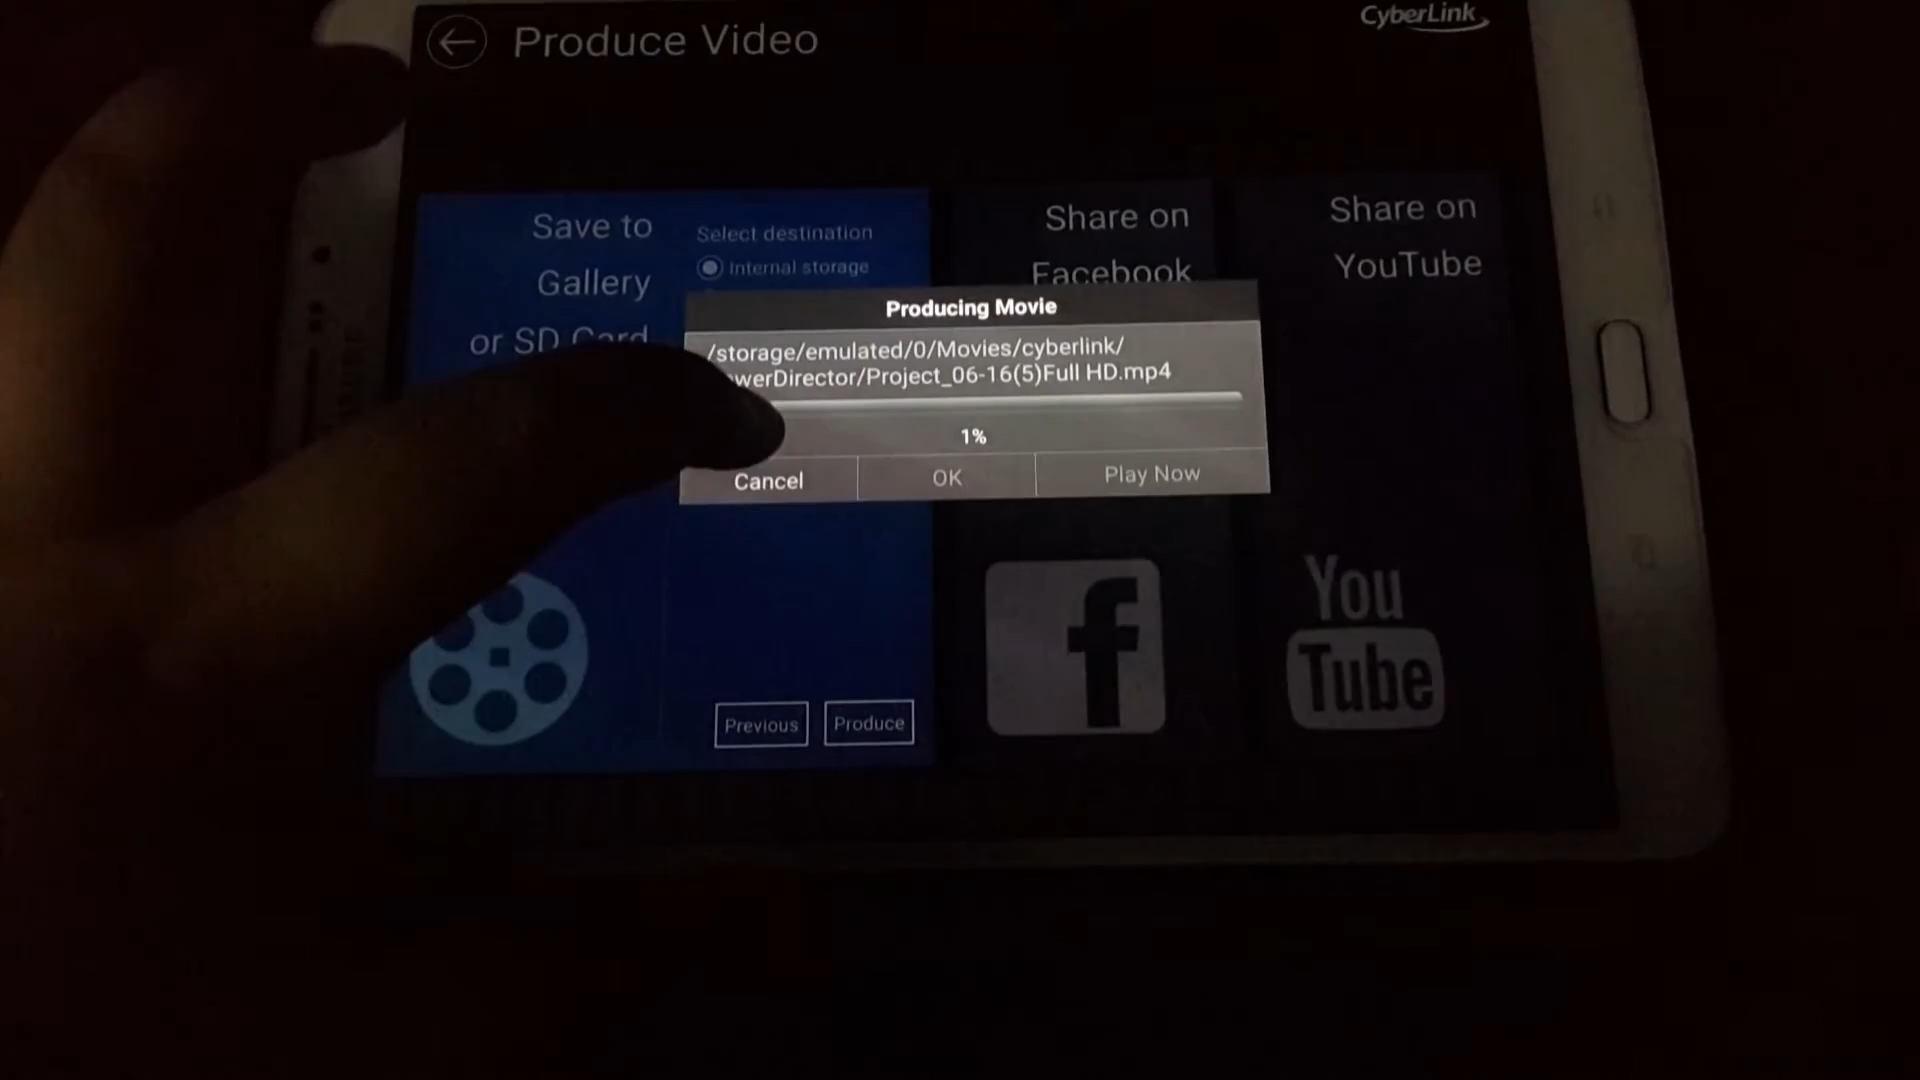 Produce Video
CyberLink
Save to
Gallery
or SD Card
Select destination
Internal storage
Share on
Facebook
Share on
YouTube
Producing Movie
/storage/emulated/0/Movies/cyberlink/
werDirector/Project_06-16(5)Full HD.mp4
1%
Cancel
OK
Play Now
Previous
Produce
f
You
Tube